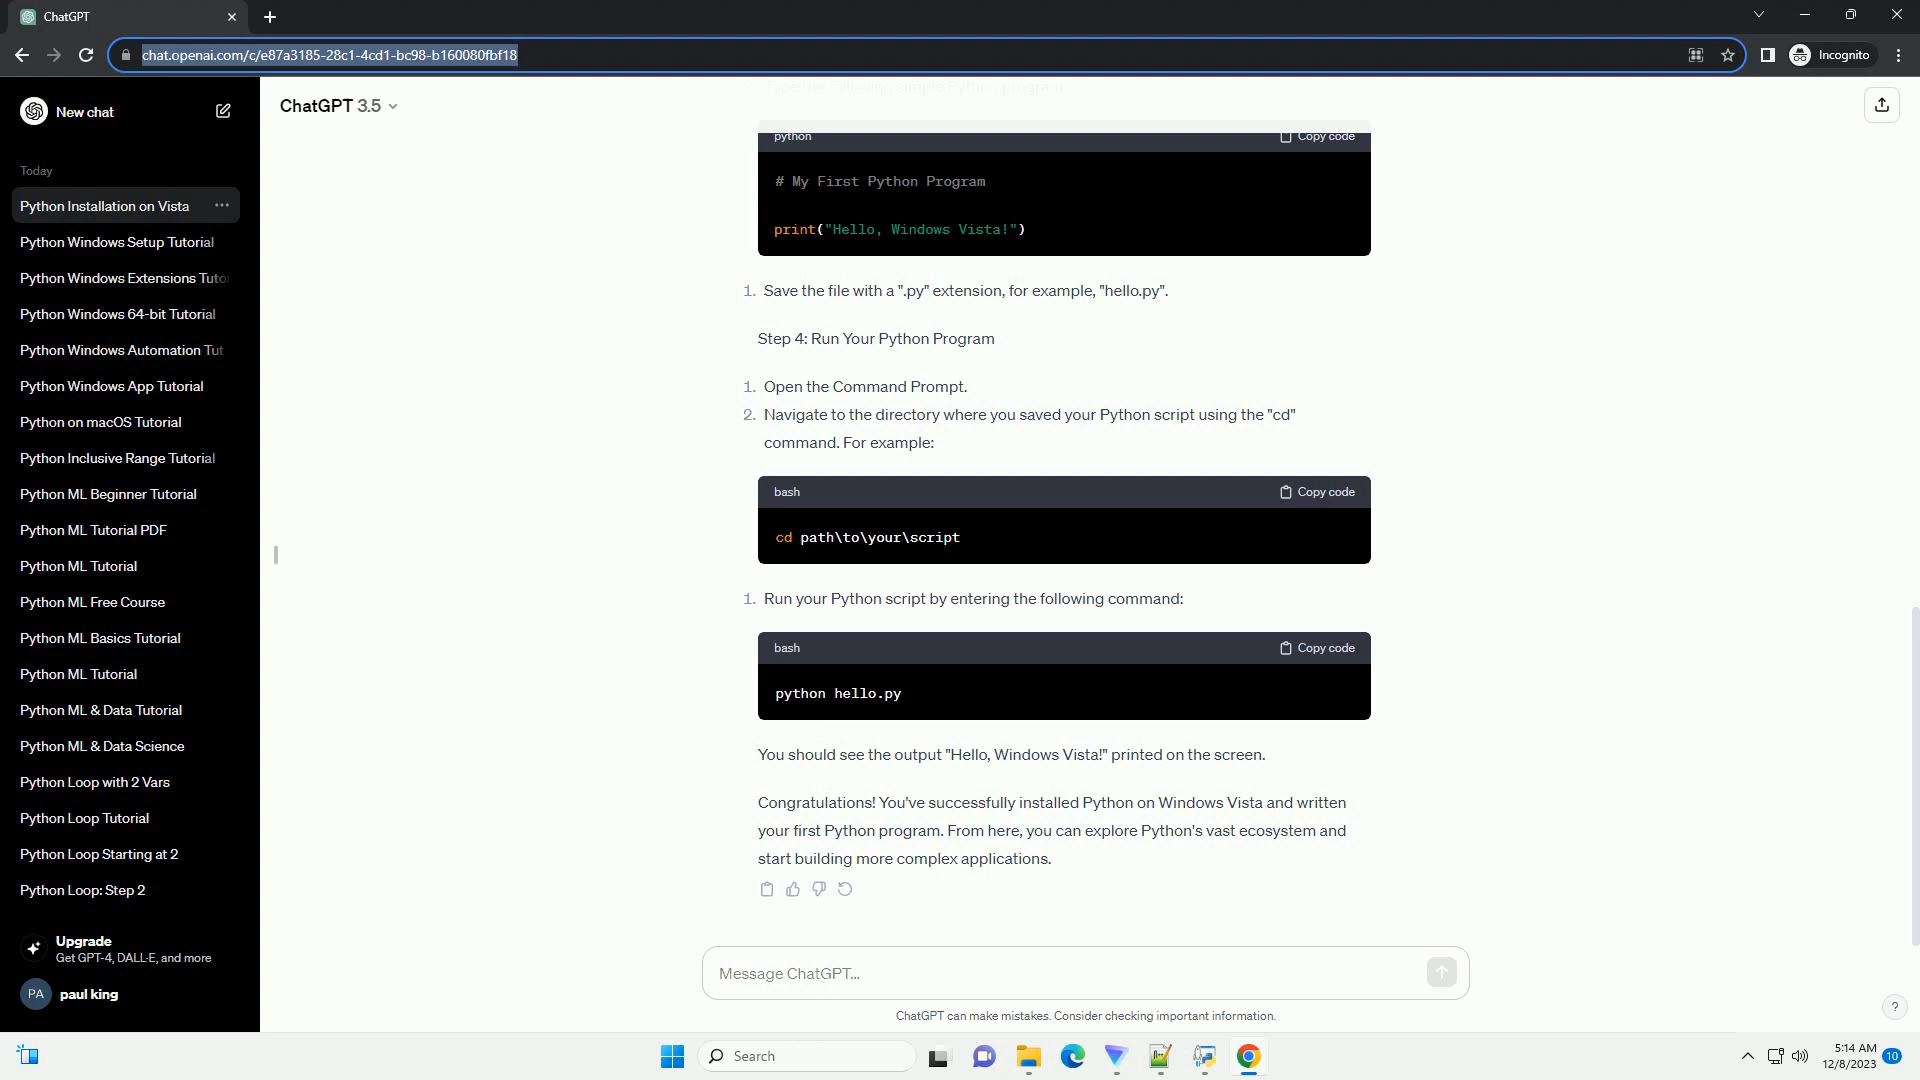 ChatGPT
chat.openai.com/c/e87a3185-28c1-4cd1-bc98-b160080fbf18
Incognito
New chat
Today
Python Installation on Vista
Python Windows Setup Tutorial
Python Windows Extensions Tuto
Python Windows 64-bit Tutorial
Python Windows Automation Tut
Python Windows App Tutorial
Python on macOS Tutorial
Python Inclusive Range Tutorial
Python ML Beginner Tutorial
Python ML Tutorial PDF
Python ML Tutorial
Python ML Free Course
Python ML Basics Tutorial
Python ML Tutorial
Python ML & Data Tutorial
Python ML & Data Science
Python Loop with 2 Vars
Python Loop Tutorial
Python Loop Starting at 2
Python Loop: Step 2
Upgrade
Get GPT-4, DALL·E, and more
PA
paul king
ChatGPT 3.5
Type the following simple Python program:
python
Copy code
# My First Python Program
print("Hello, Windows Vista!")
1. Save the file with a ".py" extension, for example, "hello.py".
Step 4: Run Your Python Program
1. Open the Command Prompt.
2. Navigate to the directory where you saved your Python script using the "cd"
command. For example:
bash
Copy code
cd path\to\your\script
1. Run your Python script by entering the following command:
bash
Copy code
python hello.py
You should see the output "Hello, Windows Vista!" printed on the screen.
Congratulations! You've successfully installed Python on Windows Vista and written
your first Python program. From here, you can explore Python's vast ecosystem and
start building more complex applications.
Message ChatGPT...
ChatGPT can make mistakes. Consider checking important information.
?
Search
5:14 AM
12/8/2023
10